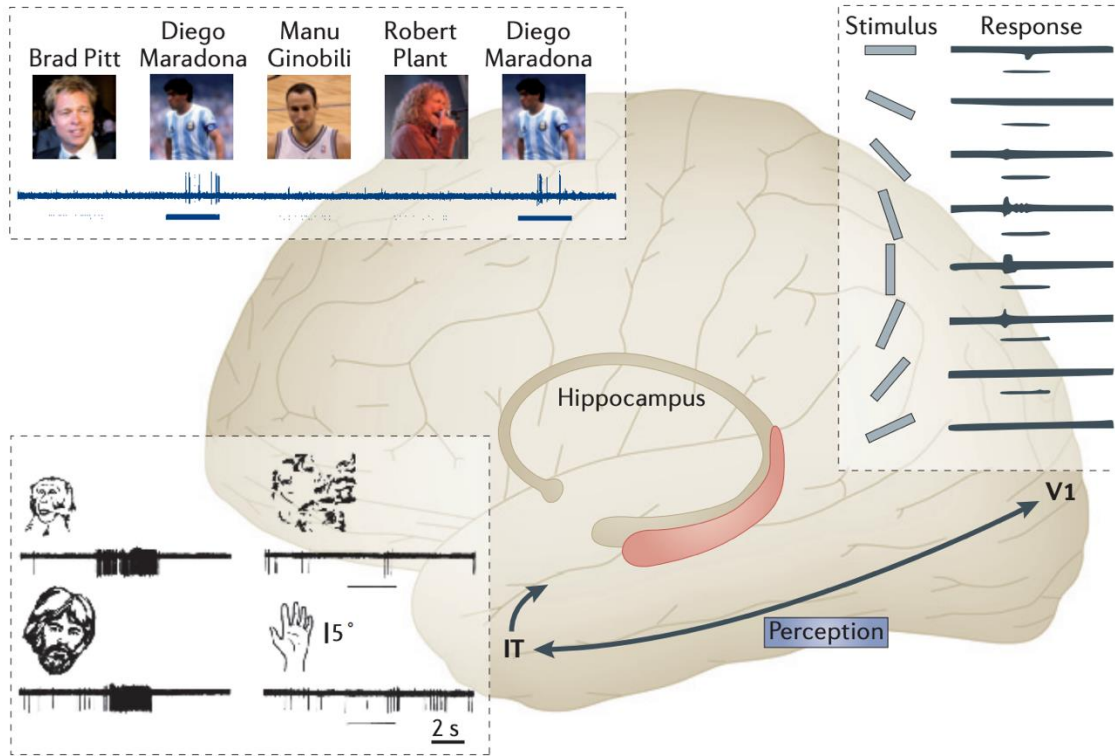 Brad Pitt
Diego
Maradona
Manu
Ginobili
Robert
Plant
Diego
Maradona
Stimulus
Response
Hippocampus
V1
IT
Perception
5°
2 s